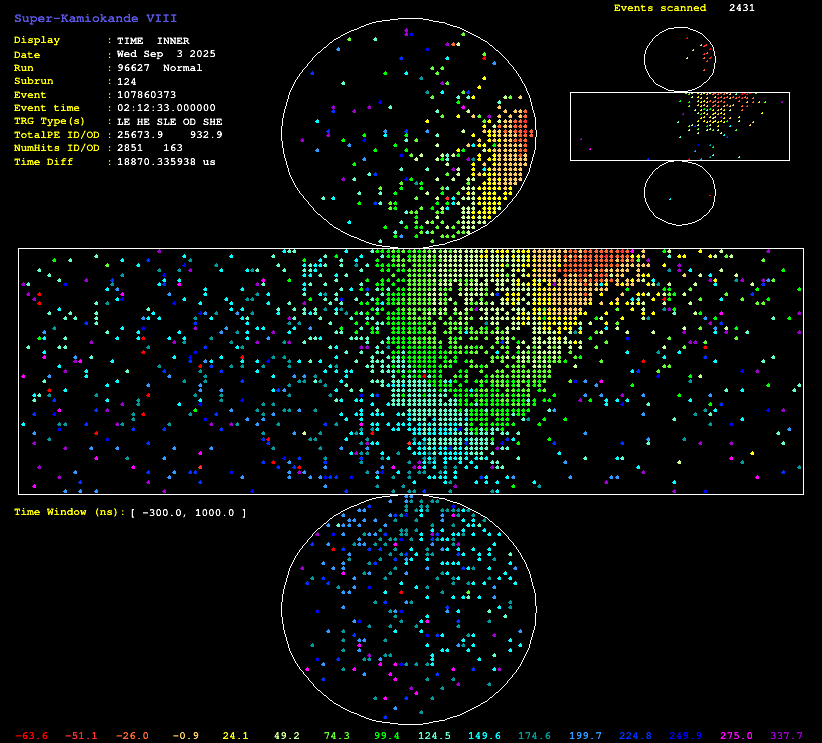 Super-Kamiokande VIII
Events scanned 2431
Display : TIME INNER
Date : Wed Sep 3 2025
Run : 96627 Normal
Subrun : 124
Event : 107860373
Event time : 02:12:33.000000
TRG Type(s) : LE HE SLE OD SHE
TotalPE ID/OD : 25673.9 932.9
NumHits ID/OD : 2851 163
Time Diff : 18870.335938 us
Time Window (ns): [ -300.0, 1000.0 ]
-63.6 -51.1 -26.0 -0.9 24.1 49.2 74.3 99.4 124.5 149.6 174.6 199.7 224.8 249.9 275.0 337.7